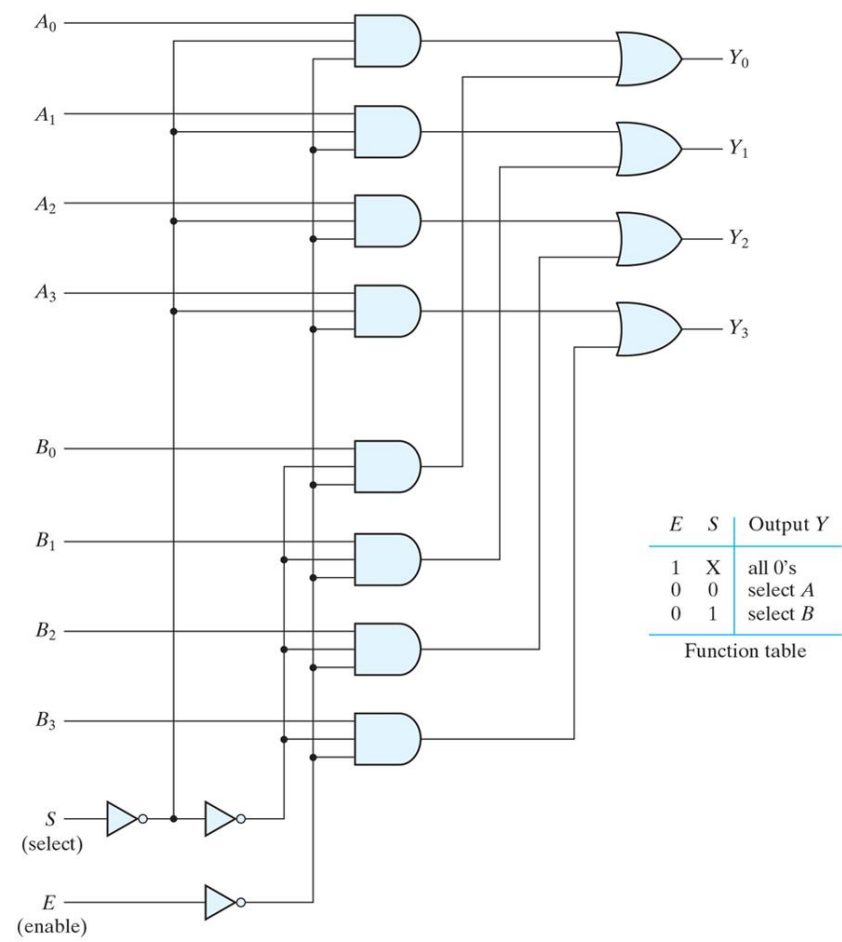 A0
Y0
A1
Y1
A2
Y2
A3
Y3
B0
B1
B2
B3
S
(select)
E
(enable)
E S Output Y
1 X all 0's
0 0 select A
0 1 select B
Function table